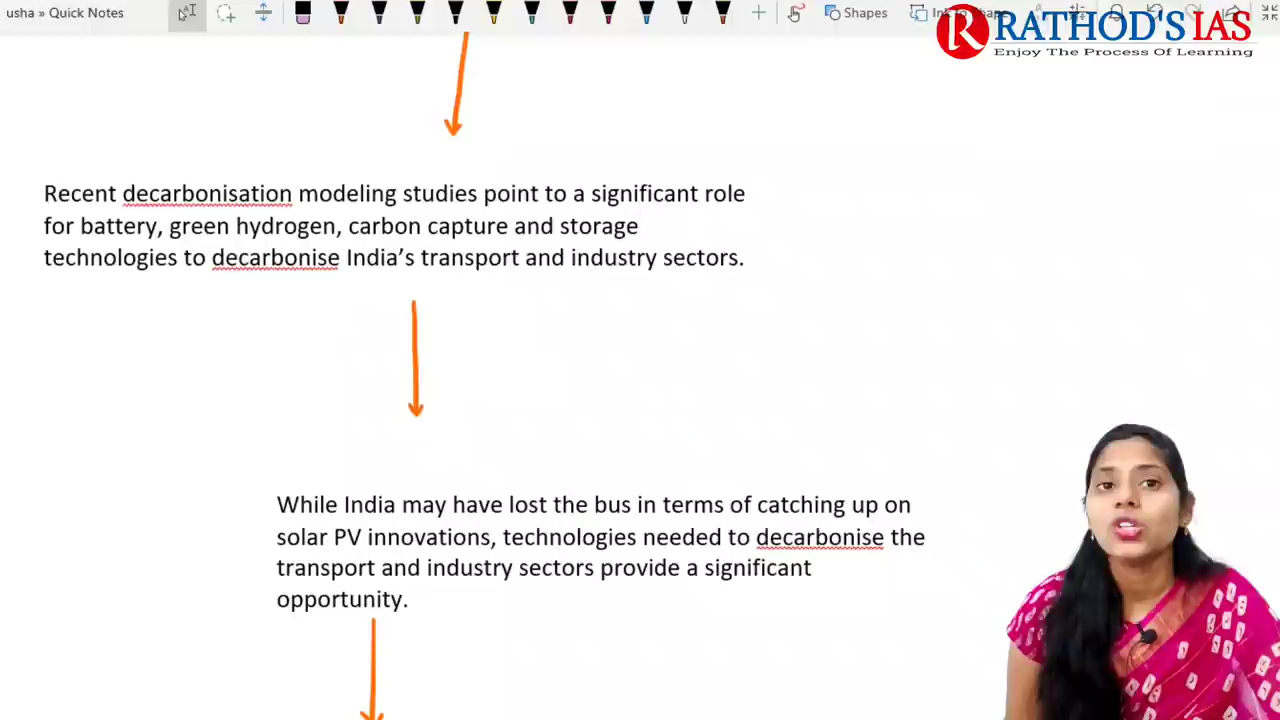 usha » Quick Notes
Shapes
RATHOD'S IAS
Enjoy The Process Of Learning
Recent decarbonisation modeling studies point to a significant role
for battery, green hydrogen, carbon capture and storage
technologies to decarbonise India’s transport and industry sectors.
While India may have lost the bus in terms of catching up on
solar PV innovations, technologies needed to decarbonise the
transport and industry sectors provide a significant
opportunity.